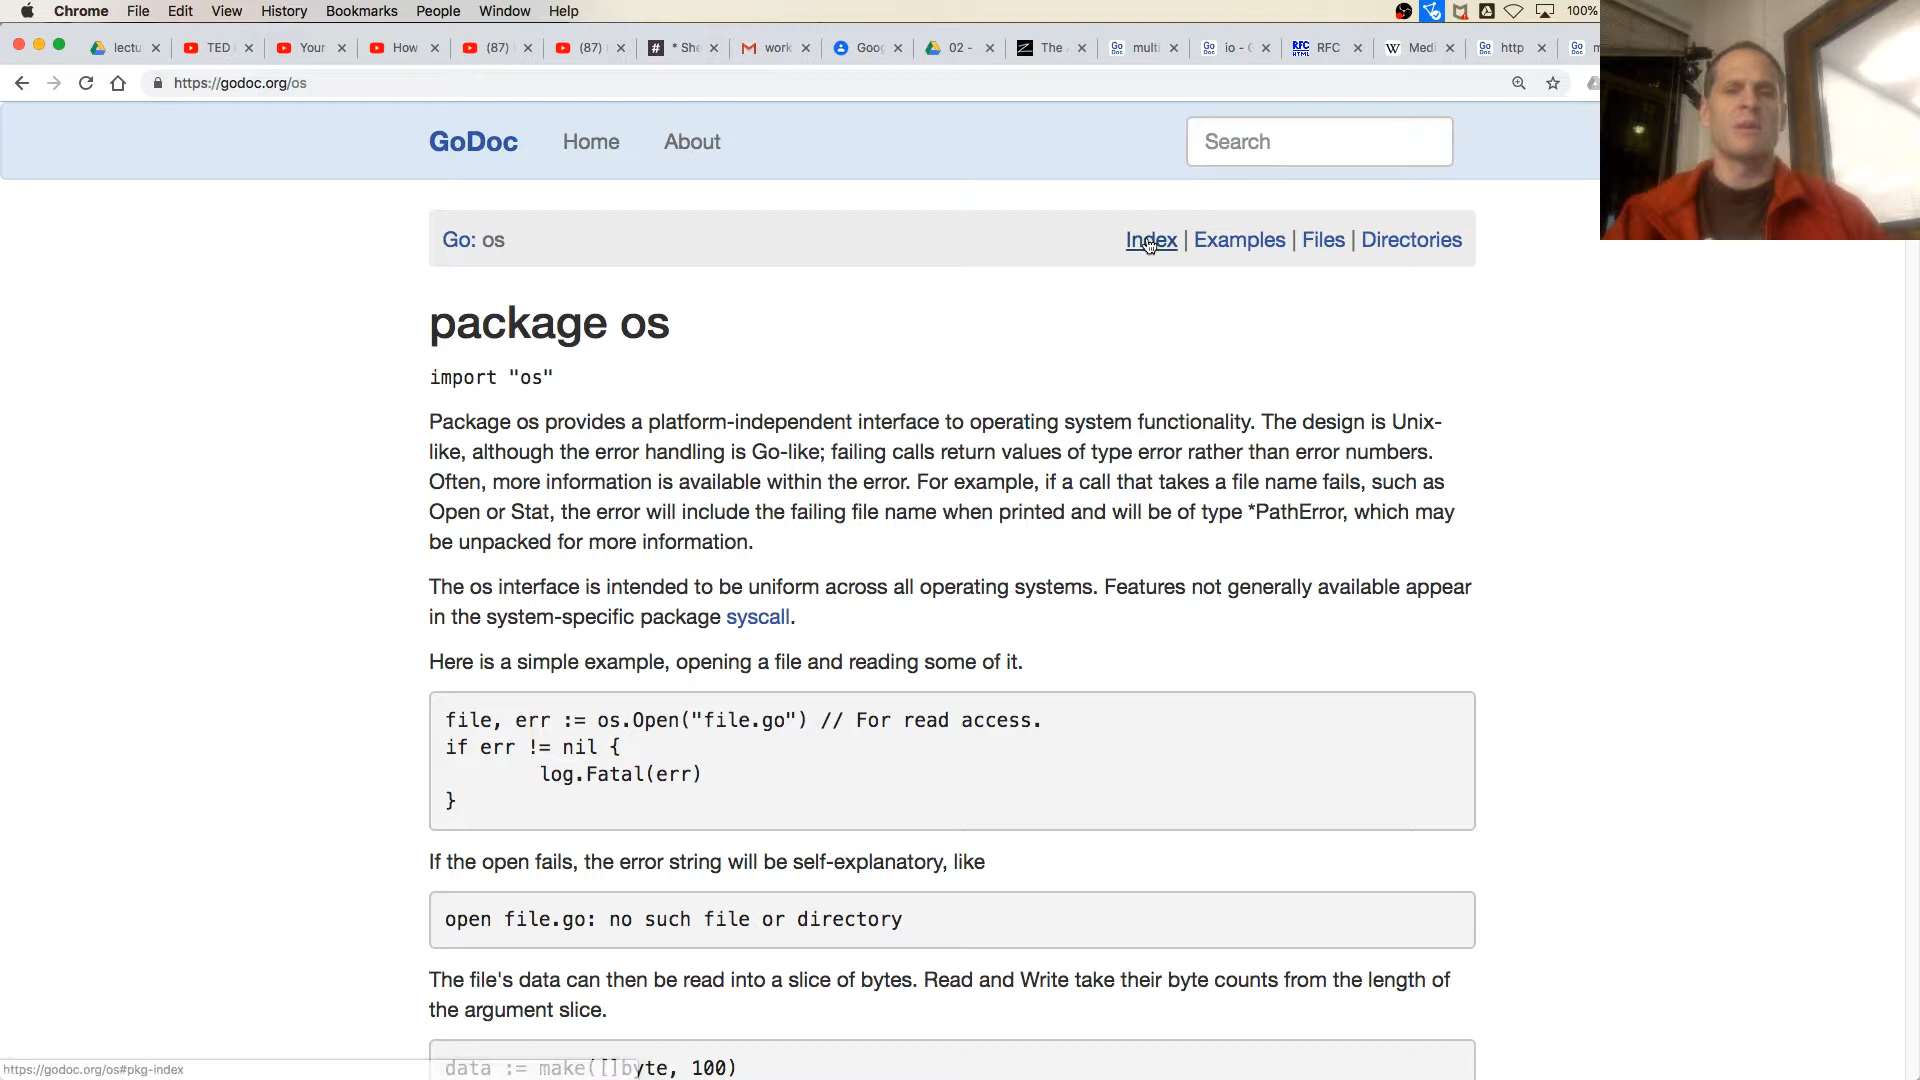 Chrome File Edit View History Bookmarks People Window Help 100%
lectu TED Your How (87) (87) * She work Goog 02 - The multi io - G RFC Medi http
https://godoc.org/os
GoDoc Home About Search
Go: os Index | Examples | Files | Directories
package os
import "os"
Package os provides a platform-independent interface to operating system functionality. The design is Unix-
like, although the error handling is Go-like; failing calls return values of type error rather than error numbers.
Often, more information is available within the error. For example, if a call that takes a file name fails, such as
Open or Stat, the error will include the failing file name when printed and will be of type *PathError, which may
be unpacked for more information.
The os interface is intended to be uniform across all operating systems. Features not generally available appear
in the system-specific package syscall.
Here is a simple example, opening a file and reading some of it.
file, err := os.Open("file.go") // For read access.
if err != nil {
log.Fatal(err)
}
If the open fails, the error string will be self-explanatory, like
open file.go: no such file or directory
The file's data can then be read into a slice of bytes. Read and Write take their byte counts from the length of
the argument slice.
data := make([]byte, 100)
https://godoc.org/os#pkg-index